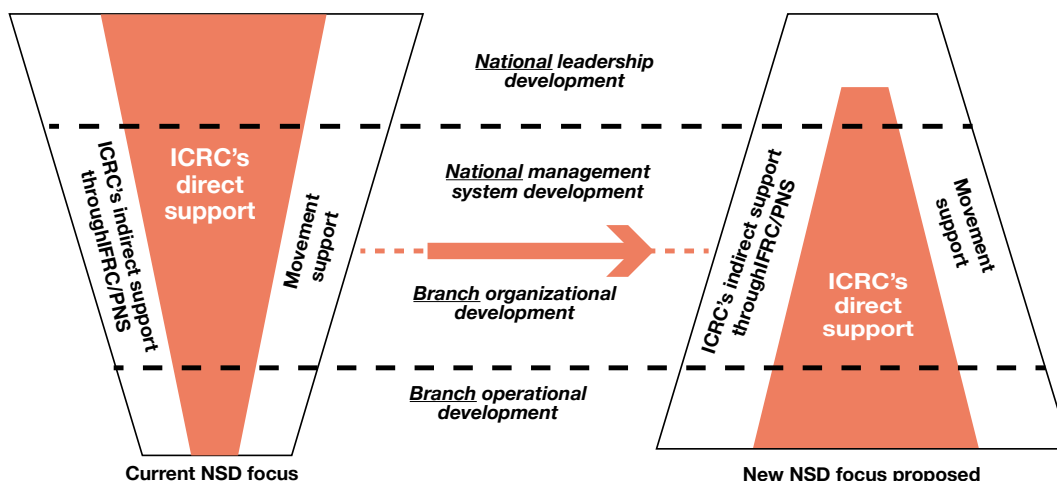 National leadership
development
ICRC's
direct
support
ICRC's indirect suppport
throughIFRC/PNS
Movement
support
National management
system development
Branch organizational
development
Branch operational
development
ICRC's indirect suppport
throughIFRC/PNS
ICRC's
direct
support
Movement
support
Current NSD focus
New NSD focus proposed